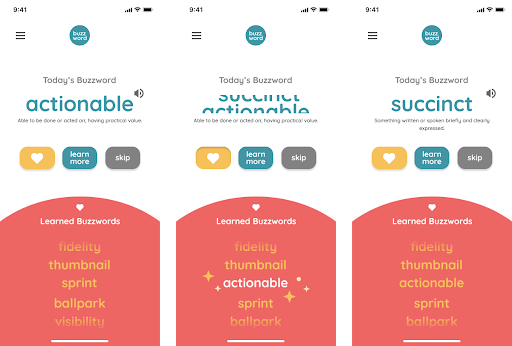 9:41
buzz
word
Today's Buzzword
actionable
Able to be done or acted on; having practical value.
learn
more
skip
Learned Buzzwords
fidelity
thumbnail
sprint
ballpark
visibility
9:41
buzz
word
Today's Buzzword
succinct
actionable
Able to be done or acted on; having practical value.
learn
more
skip
Learned Buzzwords
fidelity
thumbnail
actionable
sprint
ballpark
9:41
buzz
word
Today's Buzzword
succinct
Something written or spoken briefly and clearly
expressed.
learn
more
skip
Learned Buzzwords
fidelity
thumbnail
actionable
sprint
ballpark